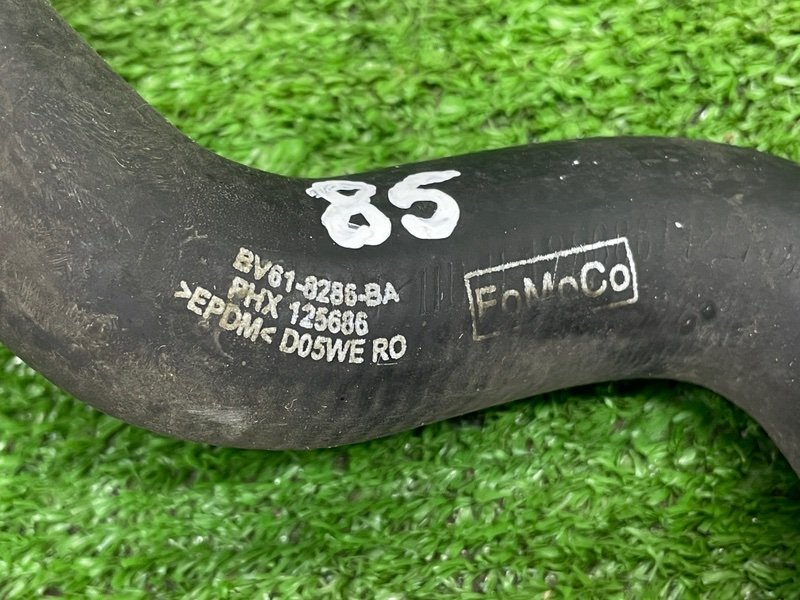 85
BV61-8286-BA
PHX 125686
>EPDM< D05WE RO
FoMoCo